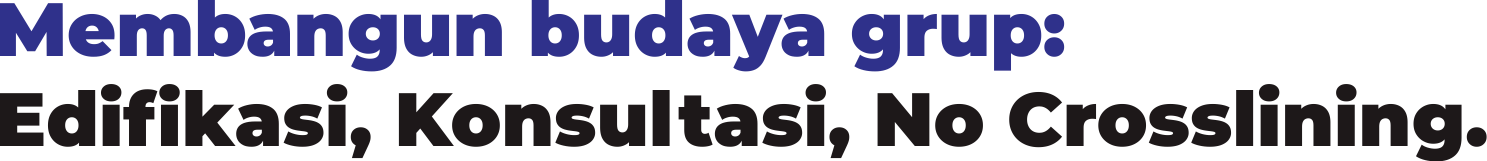 Membangun budaya grup:
Edifikasi, Konsultasi, No Crosslining.